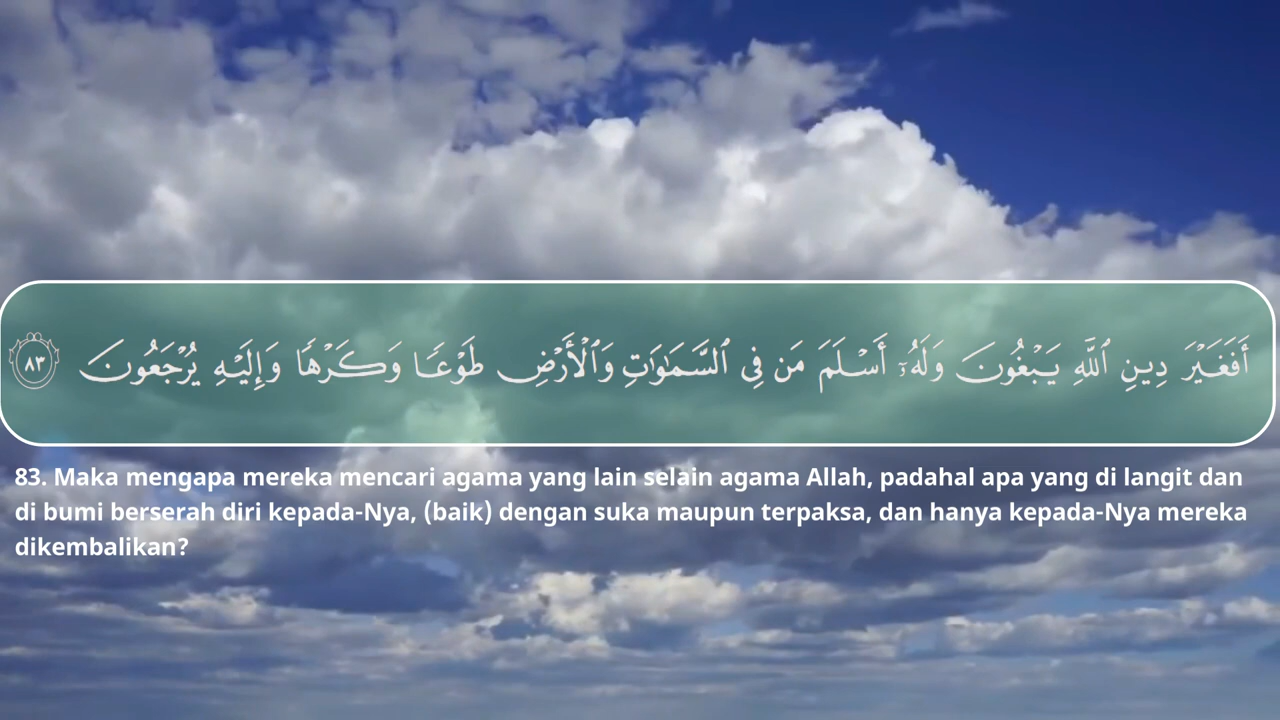 أَفَغَيْرَ دِينِ ٱللَّهِ يَبْغُونَ وَلَهُۥٓ أَسْلَمَ مَن فِى ٱلسَّمَـٰوَٰتِ وَٱلْأَرْضِ طَوْعًا وَكَرْهًا وَإِلَيْهِ يُرْجَعُونَ ٨٣
83. Maka mengapa mereka mencari agama yang lain selain agama Allah, padahal apa yang di langit dan
di bumi berserah diri kepada-Nya, (baik) dengan suka maupun terpaksa, dan hanya kepada-Nya mereka
dikembalikan?